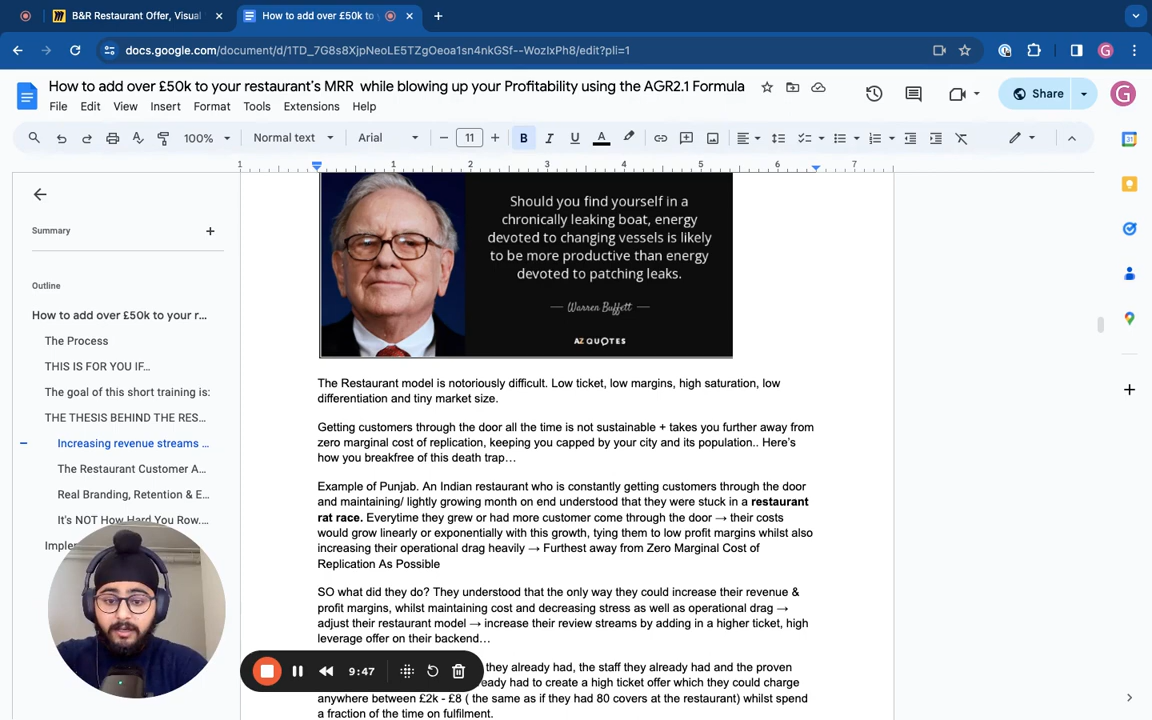 B&R Restaurant Offer, Visual
How to add over £50k to
docs.google.com/document/d/1TD_7G8s8XjpNeoLE5TZgOeoa1sn4nkGSf--WozIxPh8/edit?pli=1
G
How to add over £50k to your restaurant's MRR while blowing up your Profitability using the AGR2.1 Formula
File Edit View Insert Format Tools Extensions Help
Share
G
100% Normal text Arial 11 B I U A
1 1 2 3 4 5 6 7
Summary
Outline
How to add over £50k to your r...
The Process
THIS IS FOR YOU IF...
The goal of this short training is:
THE THESIS BEHIND THE RES...
Increasing revenue streams ...
The Restaurant Customer A...
Real Branding, Retention & E...
It's NOT How Hard You Row....
Implem
Should you find yourself in a
chronically leaking boat, energy
devoted to changing vessels is likely
to be more productive than energy
devoted to patching leaks.
— Warren Buffett —
AZ QUOTES
The Restaurant model is notoriously difficult. Low ticket, low margins, high saturation, low
differentiation and tiny market size.
Getting customers through the door all the time is not sustainable + takes you further away from
zero marginal cost of replication, keeping you capped by your city and its population.. Here's
how you breakfree of this death trap…
Example of Punjab. An Indian restaurant who is constantly getting customers through the door
and maintaining/ lightly growing month on end understood that they were stuck in a restaurant
rat race. Everytime they grew or had more customer come through the door → their costs
would grow linearly or exponentially with this growth, tying them to low profit margins whilst also
increasing their operational drag heavily → Furthest away from Zero Marginal Cost of
Replication As Possible
SO what did they do? They understood that the only way they could increase their revenue &
profit margins, whilst maintaining cost and decreasing stress as well as operational drag →
adjust their restaurant model → increase their review streams by adding in a higher ticket, high
leverage offer on their backend…
they already had, the staff they already had and the proven
eady had to create a high ticket offer which they could charge
anywhere between £2k - £8 ( the same as if they had 80 covers at the restaurant) whilst spend
a fraction of the time on fulfilment.
9:47